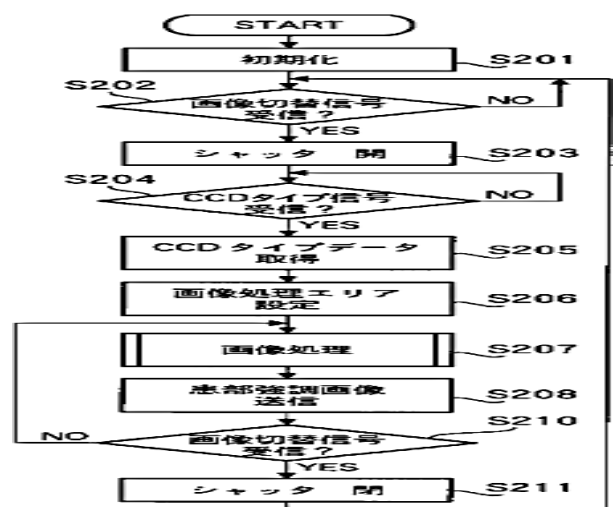 START
初期化
S201
S202
画像切替信号
受信?
NO
YES
シャッタ 開
S203
S204
CCDタイプ信号
受信?
NO
YES
CCDタイプデータ
取得
S205
画像処理エリア
設定
S206
画像処理
S207
患部強調画像
送信
S208
S210
画像切替信号
受信?
NO
YES
シャッタ 閉
S211